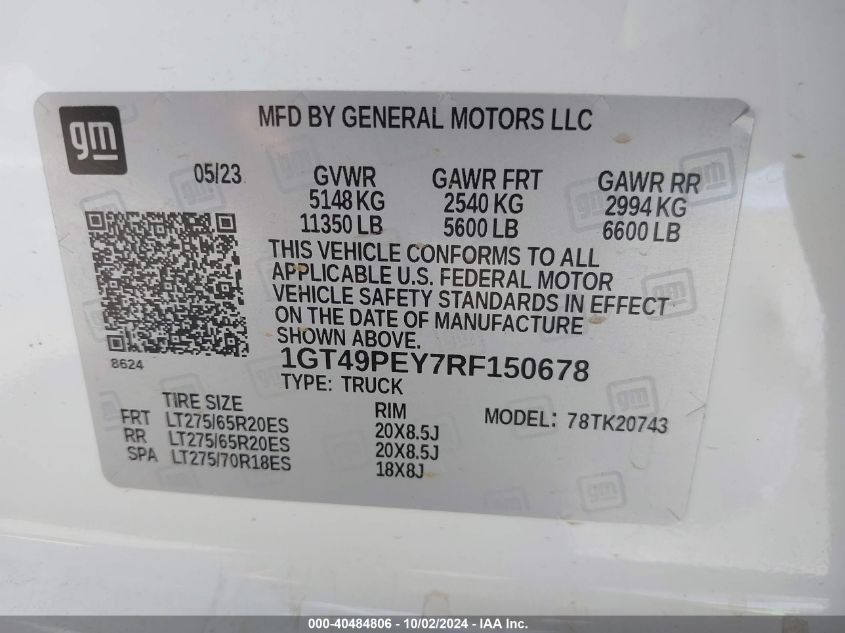 gm
MFD BY GENERAL MOTORS LLC
05/23 GVWR GAWR FRT GAWR RR
5148 KG 2540 KG 2994 KG
11350 LB 5600 LB 6600 LB
THIS VEHICLE CONFORMS TO ALL
APPLICABLE U.S. FEDERAL MOTOR
VEHICLE SAFETY STANDARDS IN EFFECT
ON THE DATE OF MANUFACTURE
SHOWN ABOVE.
8624
1GT49PEY7RF150678
TYPE: TRUCK
TIRE SIZE RIM MODEL: 78TK20743
FRT LT275/65R20ES 20X8.5J
RR LT275/65R20ES 20X8.5J
SPA LT275/70R18ES 18X8J
000-40484806 - 10/02/2024 - IAA Inc.